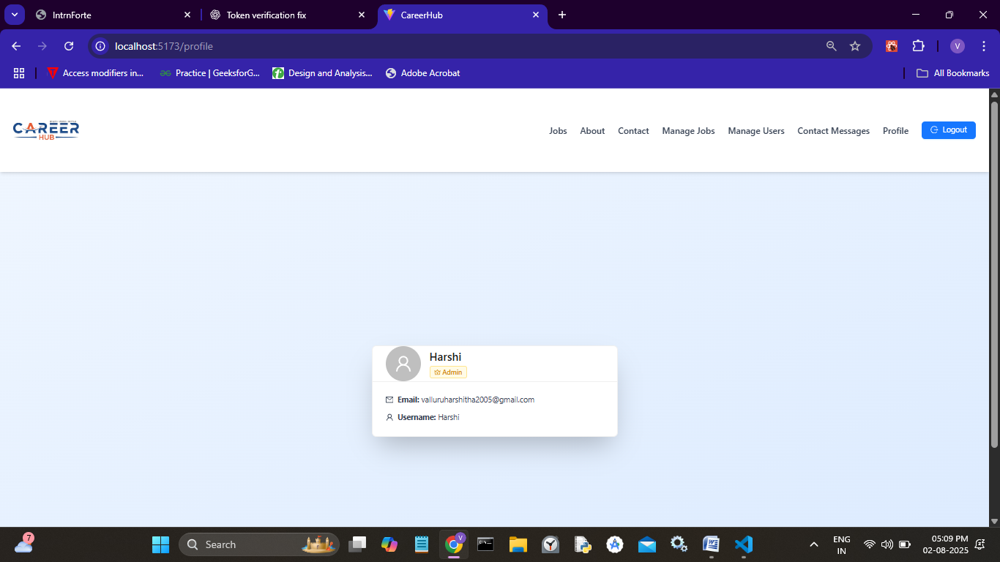 IntrnForte
Token verification fix
CareerHub
localhost:5173/profile
V
Access modifiers in...
Practice | GeeksforG...
Design and Analysis...
Adobe Acrobat
All Bookmarks
CAREER
HUB
Jobs
About
Contact
Manage Jobs
Manage Users
Contact Messages
Profile
Logout
Harshi
Admin
Email: valluruharshitha2005@gmail.com
Username: Harshi
7
Search
V
ENG
IN
05:09 PM
02-08-2025